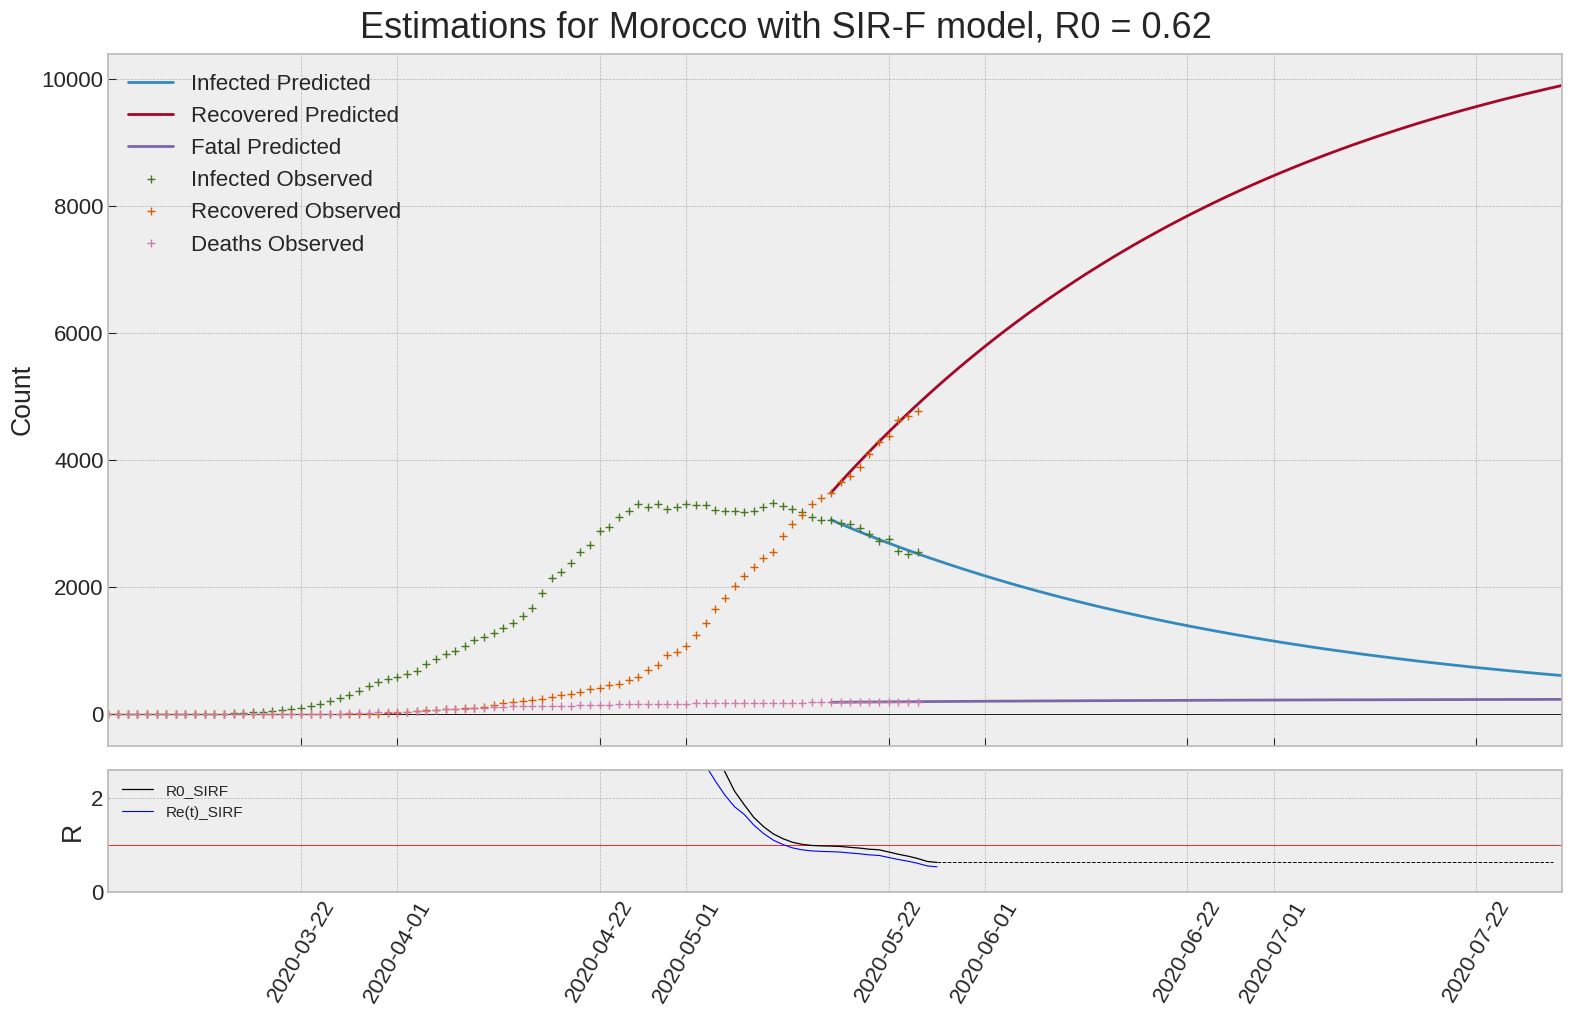 Estimations for Morocco with SIR-F model, R0 = 0.62
Count
10000
8000
6000
4000
2000
0
Infected Predicted
Recovered Predicted
Fatal Predicted
Infected Observed
Recovered Observed
Deaths Observed
R
2
0
R0_SIRF
Re(t)_SIRF
2020-03-22
2020-04-01
2020-04-22
2020-05-01
2020-05-22
2020-06-01
2020-06-22
2020-07-01
2020-07-22